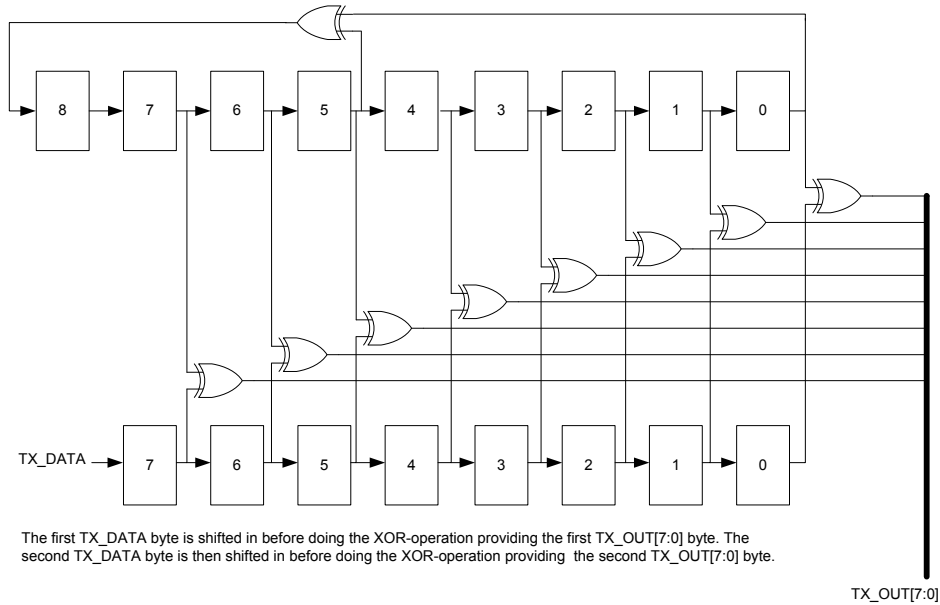 8 7 6 5 4 3 2 1 0
TX_DATA 7 6 5 4 3 2 1 0
The first TX_DATA byte is shifted in before doing the XOR-operation providing the first TX_OUT[7:0] byte. The
second TX_DATA byte is then shifted in before doing the XOR-operation providing the second TX_OUT[7:0] byte.
TX_OUT[7:0]